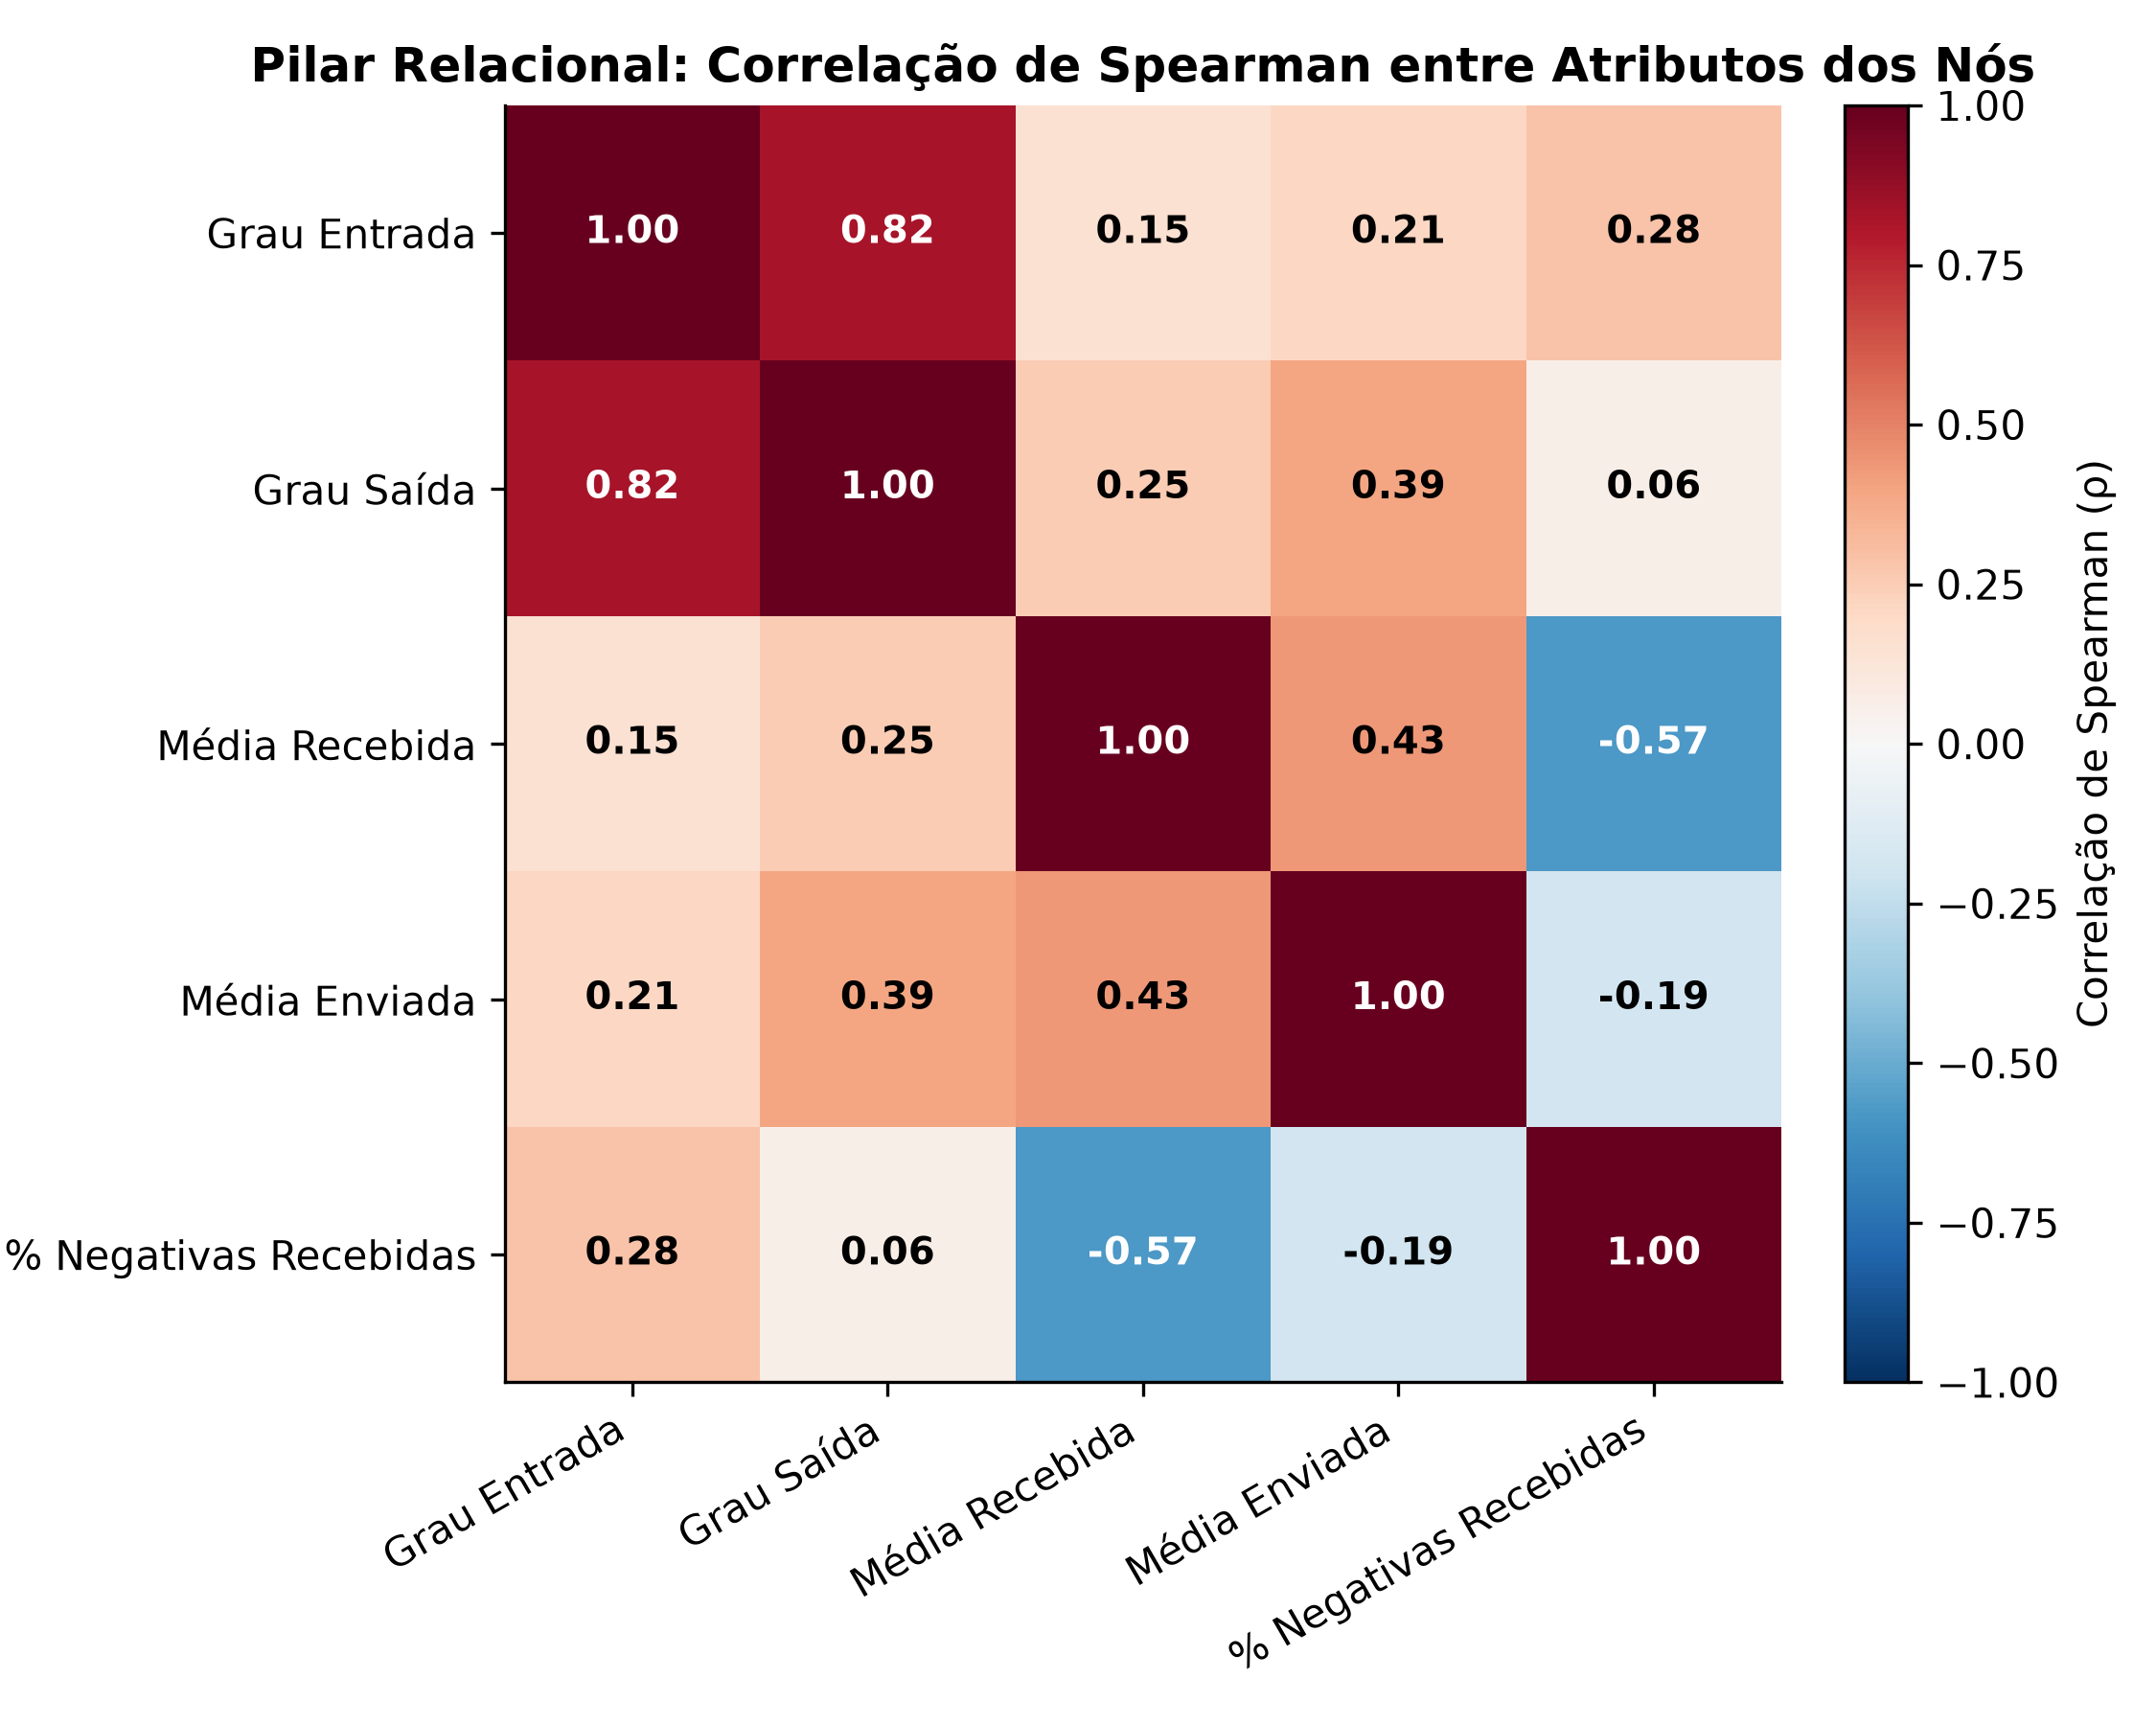 Pilar Relacional: Correlação de Spearman entre Atributos dos Nós
Grau Entrada 1.00 0.82 0.15 0.21 0.28
Grau Saída 0.82 1.00 0.25 0.39 0.06
Média Recebida 0.15 0.25 1.00 0.43 -0.57
Média Enviada 0.21 0.39 0.43 1.00 -0.19
% Negativas Recebidas 0.28 0.06 -0.57 -0.19 1.00
Grau Entrada
Grau Saída
Média Recebida
Média Enviada
% Negativas Recebidas
1.00
0.75
0.50
0.25
0.00
−0.25
−0.50
−0.75
−1.00
Correlação de Spearman (ρ)